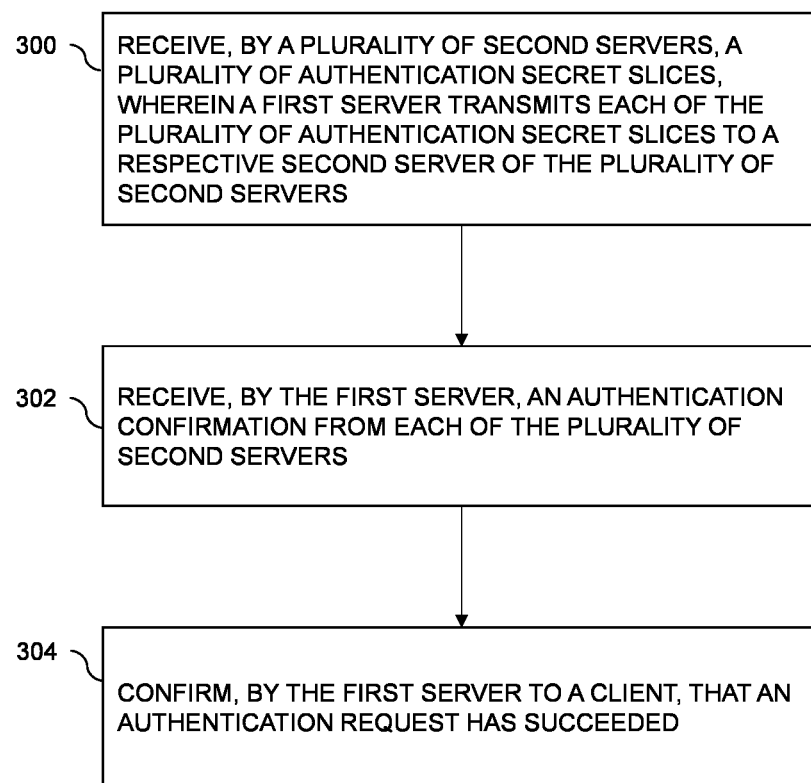 300
RECEIVE, BY A PLURALITY OF SECOND SERVERS, A
PLURALITY OF AUTHENTICATION SECRET SLICES,
WHEREIN A FIRST SERVER TRANSMITS EACH OF THE
PLURALITY OF AUTHENTICATION SECRET SLICES TO A
RESPECTIVE SECOND SERVER OF THE PLURALITY OF
SECOND SERVERS
302
RECEIVE, BY THE FIRST SERVER, AN AUTHENTICATION
CONFIRMATION FROM EACH OF THE PLURALITY OF
SECOND SERVERS
304
CONFIRM, BY THE FIRST SERVER TO A CLIENT, THAT AN
AUTHENTICATION REQUEST HAS SUCCEEDED